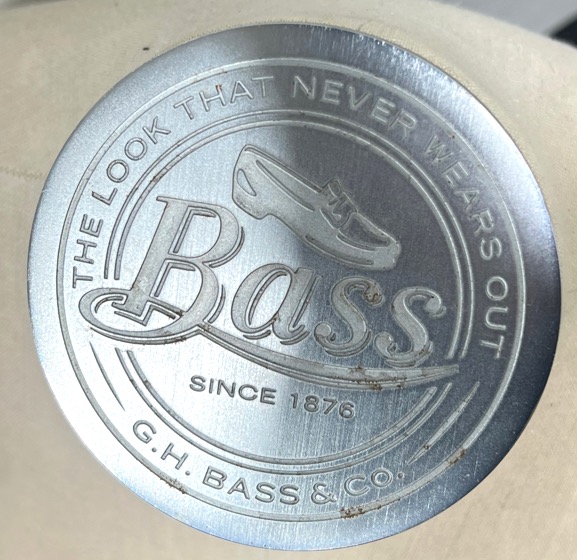 THE LOOK THAT NEVER WEARS OUT
Bass
SINCE 1876
G.H. BASS & CO.